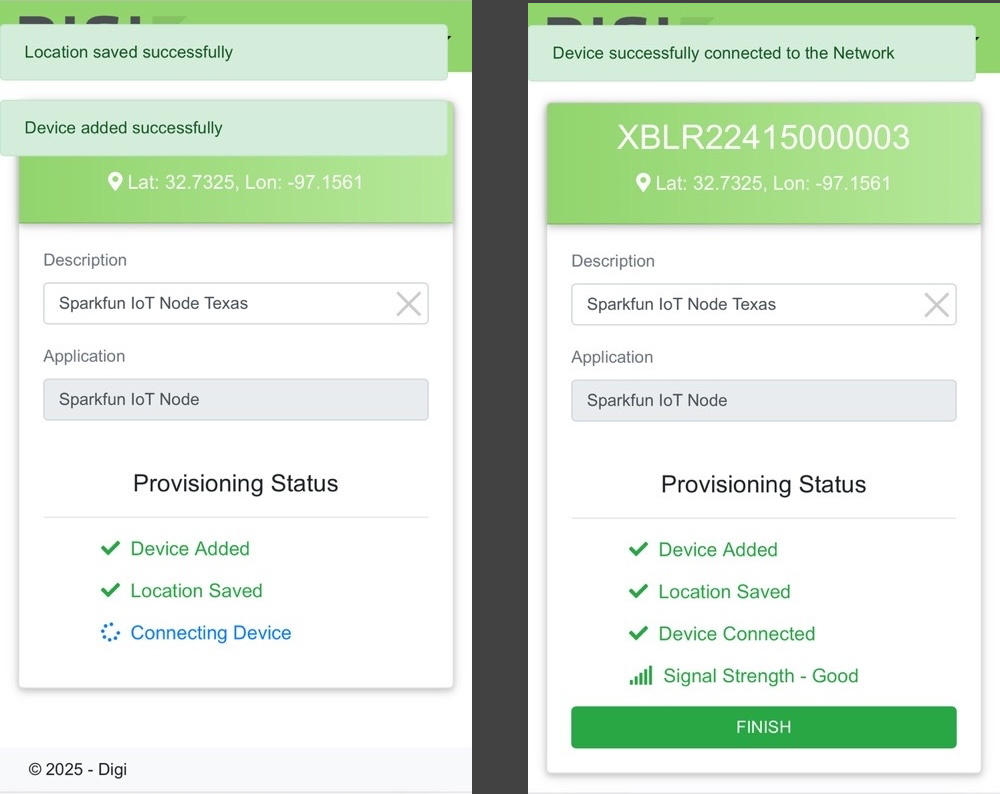 Location saved successfully
Device added successfully
Lat: 32.7325, Lon: -97.1561
Description
Sparkfun IoT Node Texas
Application
Sparkfun IoT Node
Provisioning Status
Device Added
Location Saved
Connecting Device
© 2025 - Digi
Device successfully connected to the Network
XBLR22415000003
Lat: 32.7325, Lon: -97.1561
Description
Sparkfun IoT Node Texas
Application
Sparkfun IoT Node
Provisioning Status
Device Added
Location Saved
Device Connected
Signal Strength - Good
FINISH